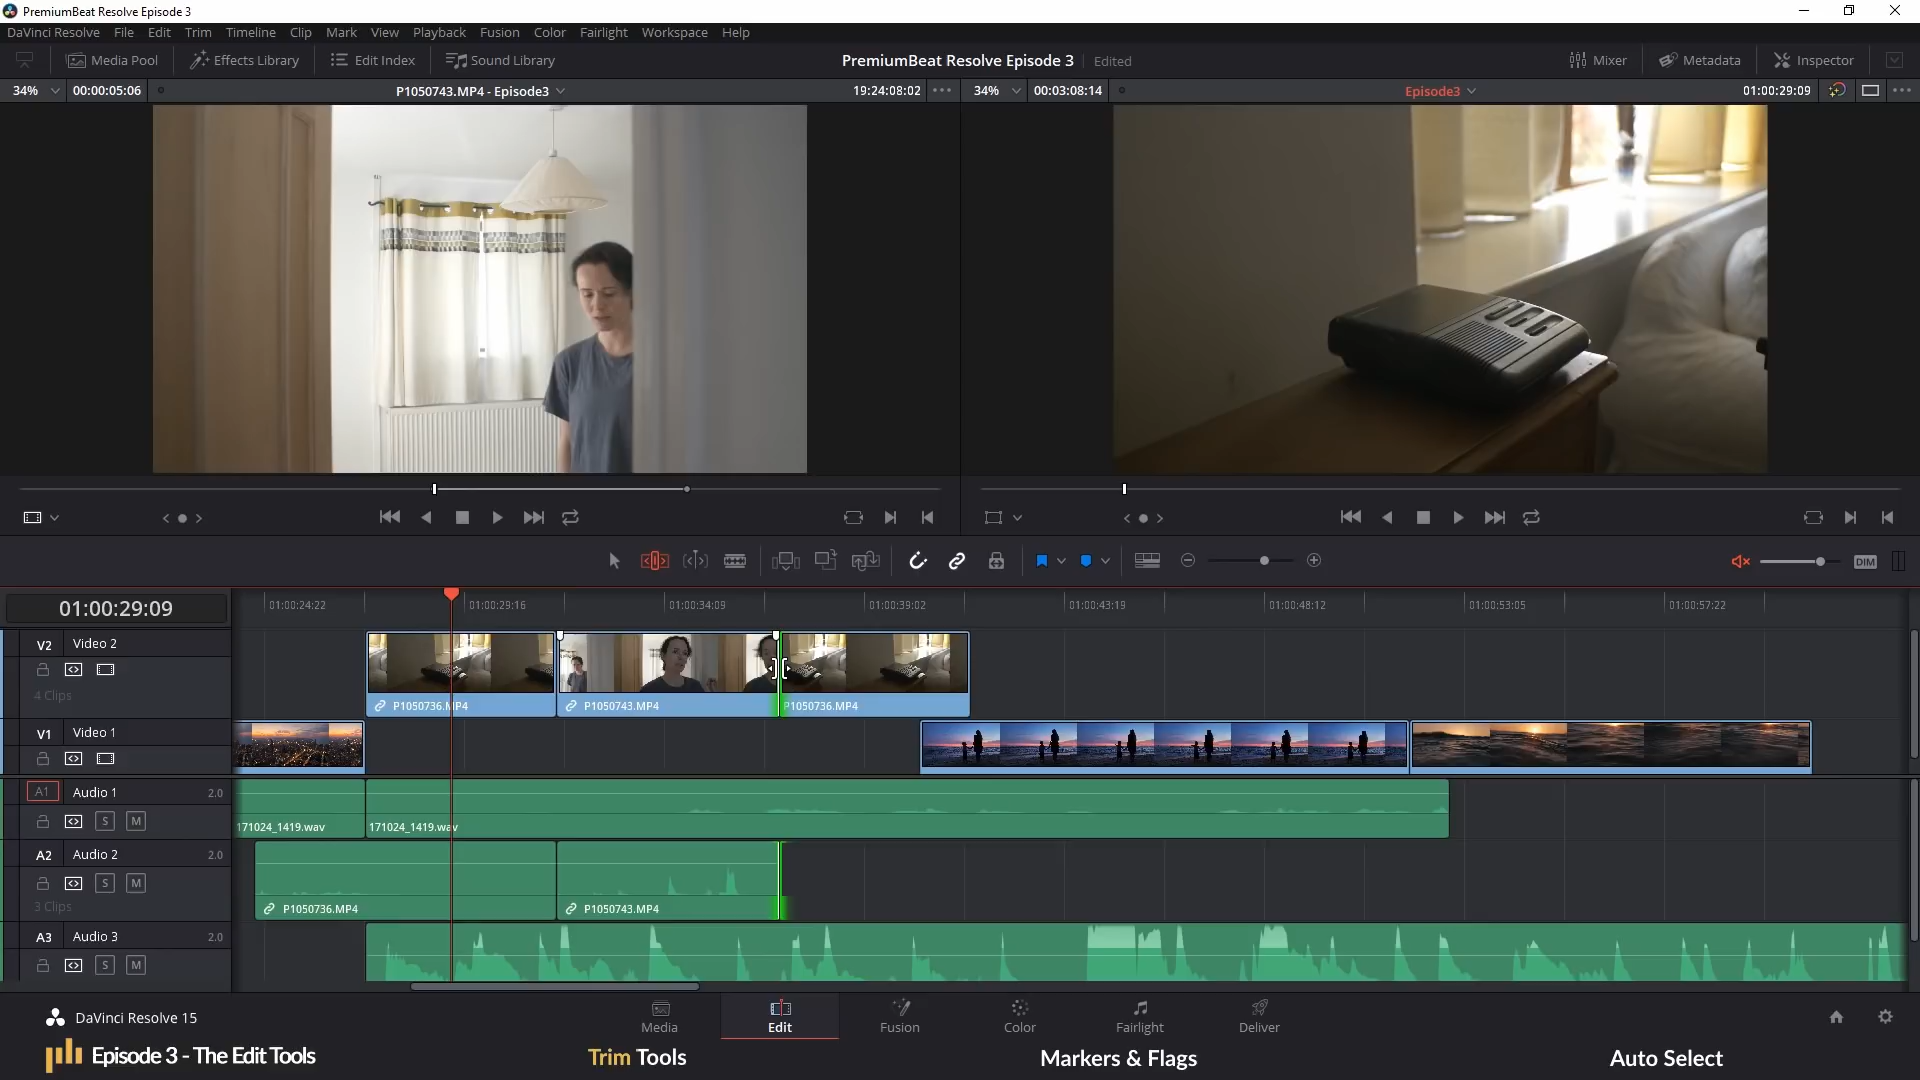 PremiumBeat Resolve Episode 3
DaVinci Resolve File Edit Trim Timeline Clip Mark View Playback Fusion Color Fairlight Workspace Help
Media Pool Effects Library Edit Index Sound Library PremiumBeat Resolve Episode 3 Edited Mixer Metadata Inspector
34% 00:00:05:06 P1050743.MP4 - Episode3 19:24:08:02 34% 00:03:08:14 Episode3 01:00:29:09
DIM
01:00:29:09 01:00:24:22 01:00:29:16 01:00:34:09 01:00:39:02 01:00:43:19 01:00:48:12 01:00:53:05 01:00:57:22
V2 Video 2
4 Clips
P1050736.MP4 P1050743.MP4 P1050736.MP4
V1 Video 1
A1 Audio 1 2.0
S M
171024_1419.wav 171024_1419.wav
A2 Audio 2 2.0
S M
3 Clips
P1050736.MP4 P1050743.MP4
A3 Audio 3 2.0
S M
DaVinci Resolve 15
Media Edit Fusion Color Fairlight Deliver
Episode 3 - The Edit Tools Trim Tools Markers & Flags Auto Select